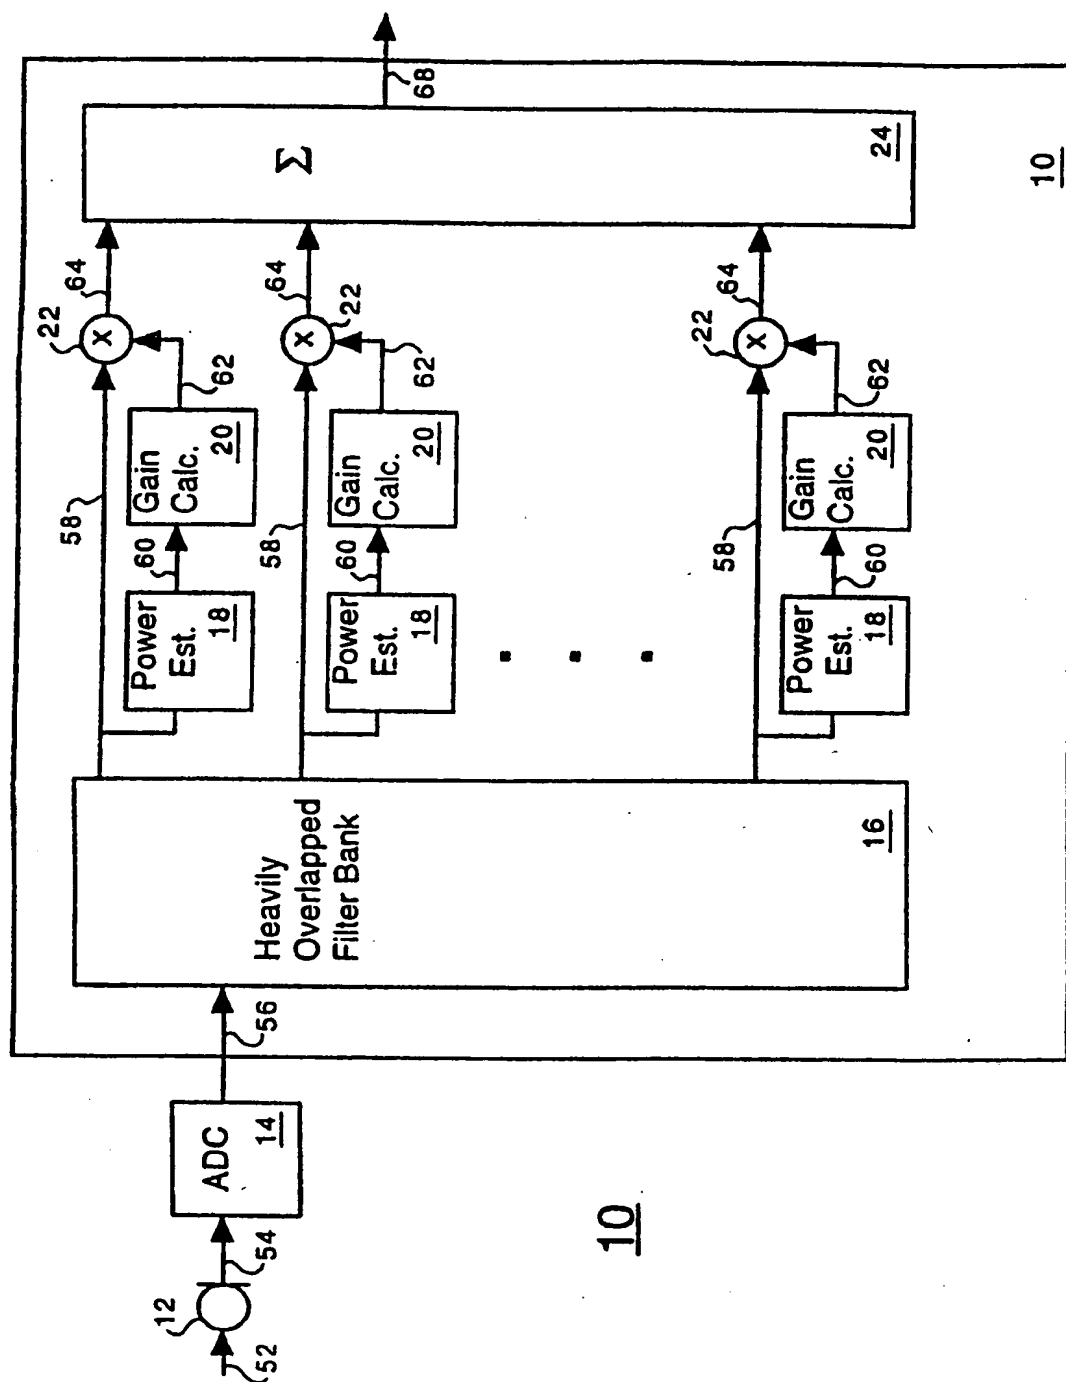 52
12
54
ADC
14
56
Heavily
Overlapped
Filter Bank
16
58
Power
Est.
18
60
Gain
Calc.
20
62
22
X
64
58
Power
Est.
18
60
Gain
Calc.
20
62
22
X
64
58
Power
Est.
18
60
Gain
Calc.
20
62
22
X
64
Σ
24
68
10
10